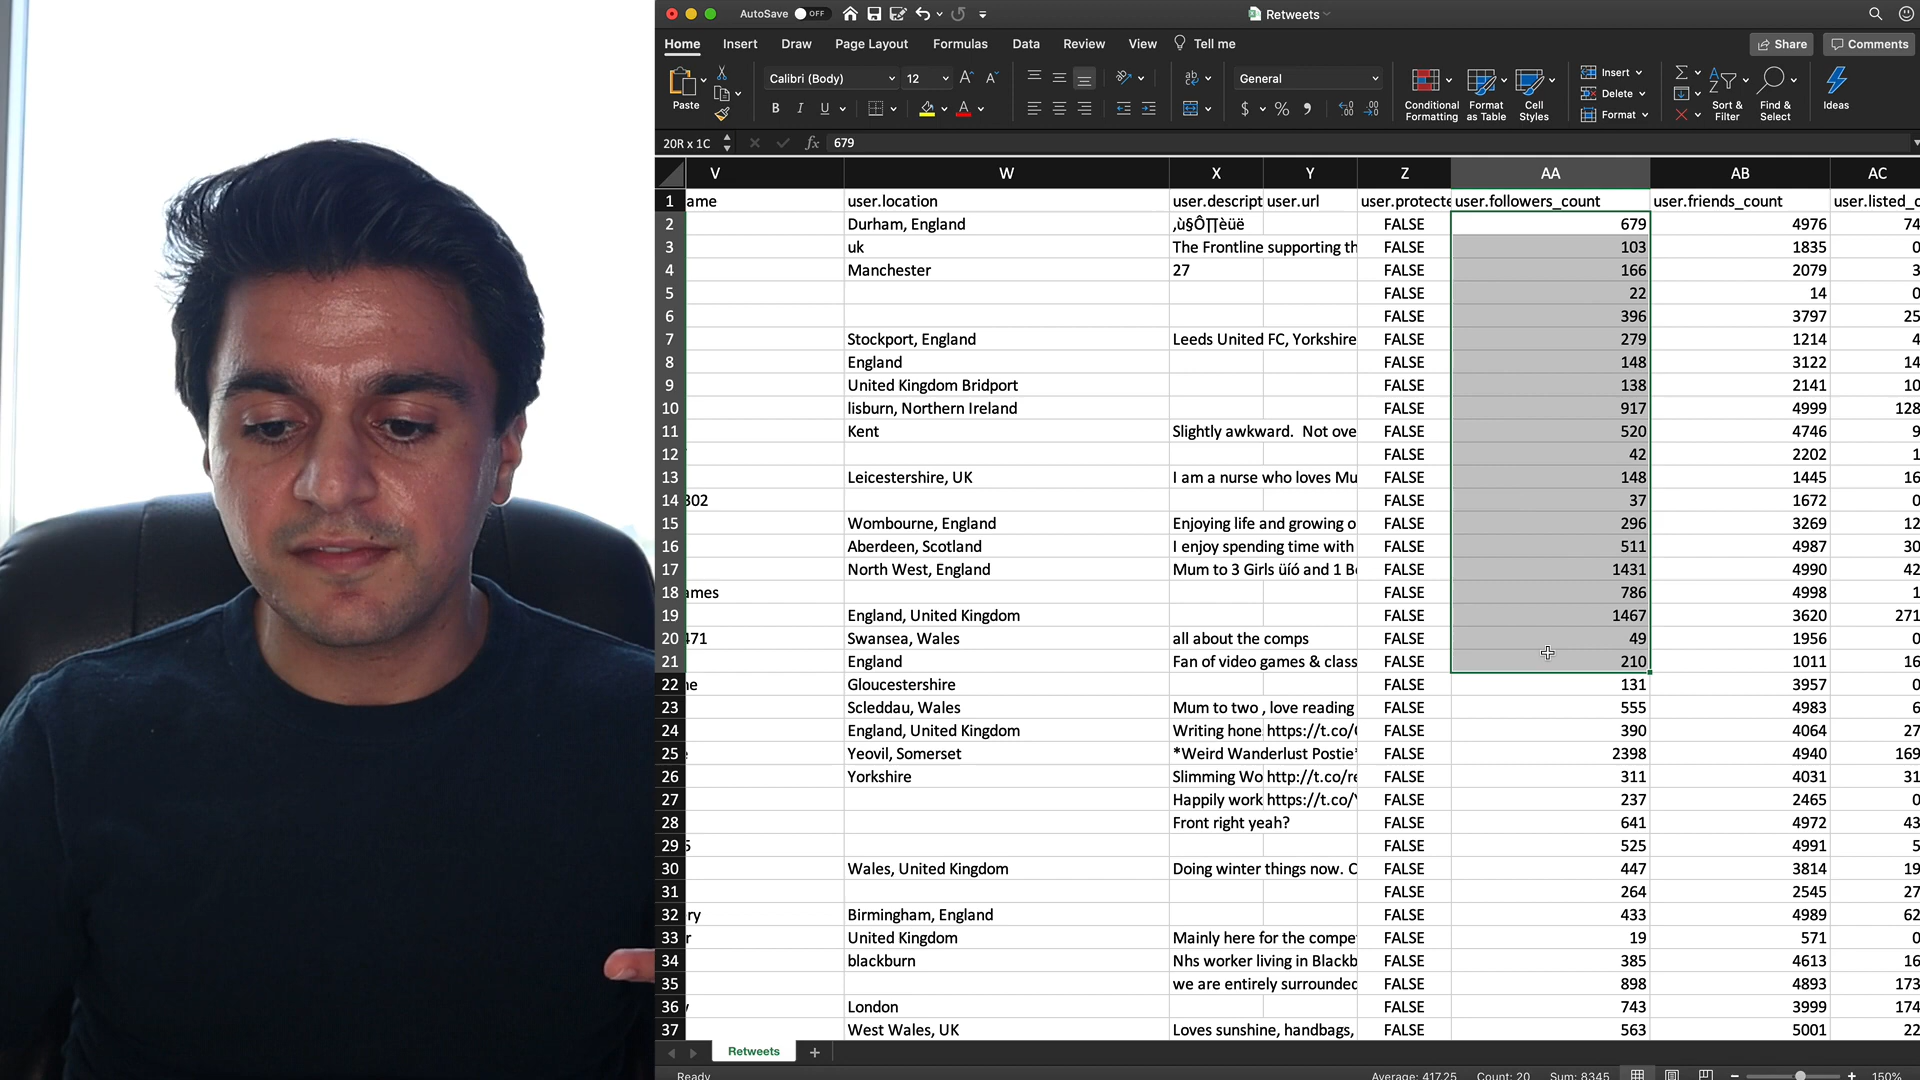 AutoSave OFF Retweets
Home Insert Draw Page Layout Formulas Data Review View Tell me Share Comments
Paste Calibri (Body) 12 General Conditional Formatting Format as Table Cell Styles Insert Delete Format Sort & Filter Find & Select Ideas
20R x 1C fx 679
V W X Y Z AA AB AC
1 ame user.location user.descript user.url user.protecte user.followers_count user.friends_count user.listed_c
2 Durham, England ‚ù§Ô∏èüë FALSE 679 4976 74
3 uk The Frontline supporting th FALSE 103 1835 0
4 Manchester 27 FALSE 166 2079 3
5 FALSE 22 14 0
6 FALSE 396 3797 25
7 Stockport, England Leeds United FC, Yorkshire FALSE 279 1214 4
8 England FALSE 148 3122 14
9 United Kingdom Bridport FALSE 138 2141 10
10 lisburn, Northern Ireland FALSE 917 4999 128
11 Kent Slightly awkward. Not ove FALSE 520 4746 9
12 FALSE 42 2202 1
13 Leicestershire, UK I am a nurse who loves Mu FALSE 148 1445 16
14 302 FALSE 37 1672 0
15 Wombourne, England Enjoying life and growing o FALSE 296 3269 12
16 Aberdeen, Scotland I enjoy spending time with FALSE 511 4987 30
17 North West, England Mum to 3 Girls üíó and 1 B FALSE 1431 4990 42
18 ames FALSE 786 4998 1
19 England, United Kingdom FALSE 1467 3620 271
20 471 Swansea, Wales all about the comps FALSE 49 1956 0
21 England Fan of video games & class FALSE 210 1011 16
22 ne Gloucestershire FALSE 131 3957 0
23 Scleddau, Wales Mum to two , love reading FALSE 555 4983 6
24 England, United Kingdom Writing hone https://t.co/ FALSE 390 4064 27
25 e Yeovil, Somerset *Weird Wanderlust Postie* FALSE 2398 4940 169
26 Yorkshire Slimming Wo http://t.co/re FALSE 311 4031 31
27 Happily work https://t.co/Y FALSE 237 2465 0
28 Front right yeah? FALSE 641 4972 43
29 5 FALSE 525 4991 5
30 Wales, United Kingdom Doing winter things now. C FALSE 447 3814 19
31 FALSE 264 2545 27
32 ry Birmingham, England FALSE 433 4989 62
33 r United Kingdom Mainly here for the compe FALSE 19 571 0
34 blackburn Nhs worker living in Blackb FALSE 385 4613 16
35 we are entirely surrounded FALSE 898 4893 173
36 London FALSE 743 3999 174
37 West Wales, UK Loves sunshine, handbags, FALSE 563 5001 22
Retweets
Ready Average: 417.25 Count: 20 Sum: 8345 150%